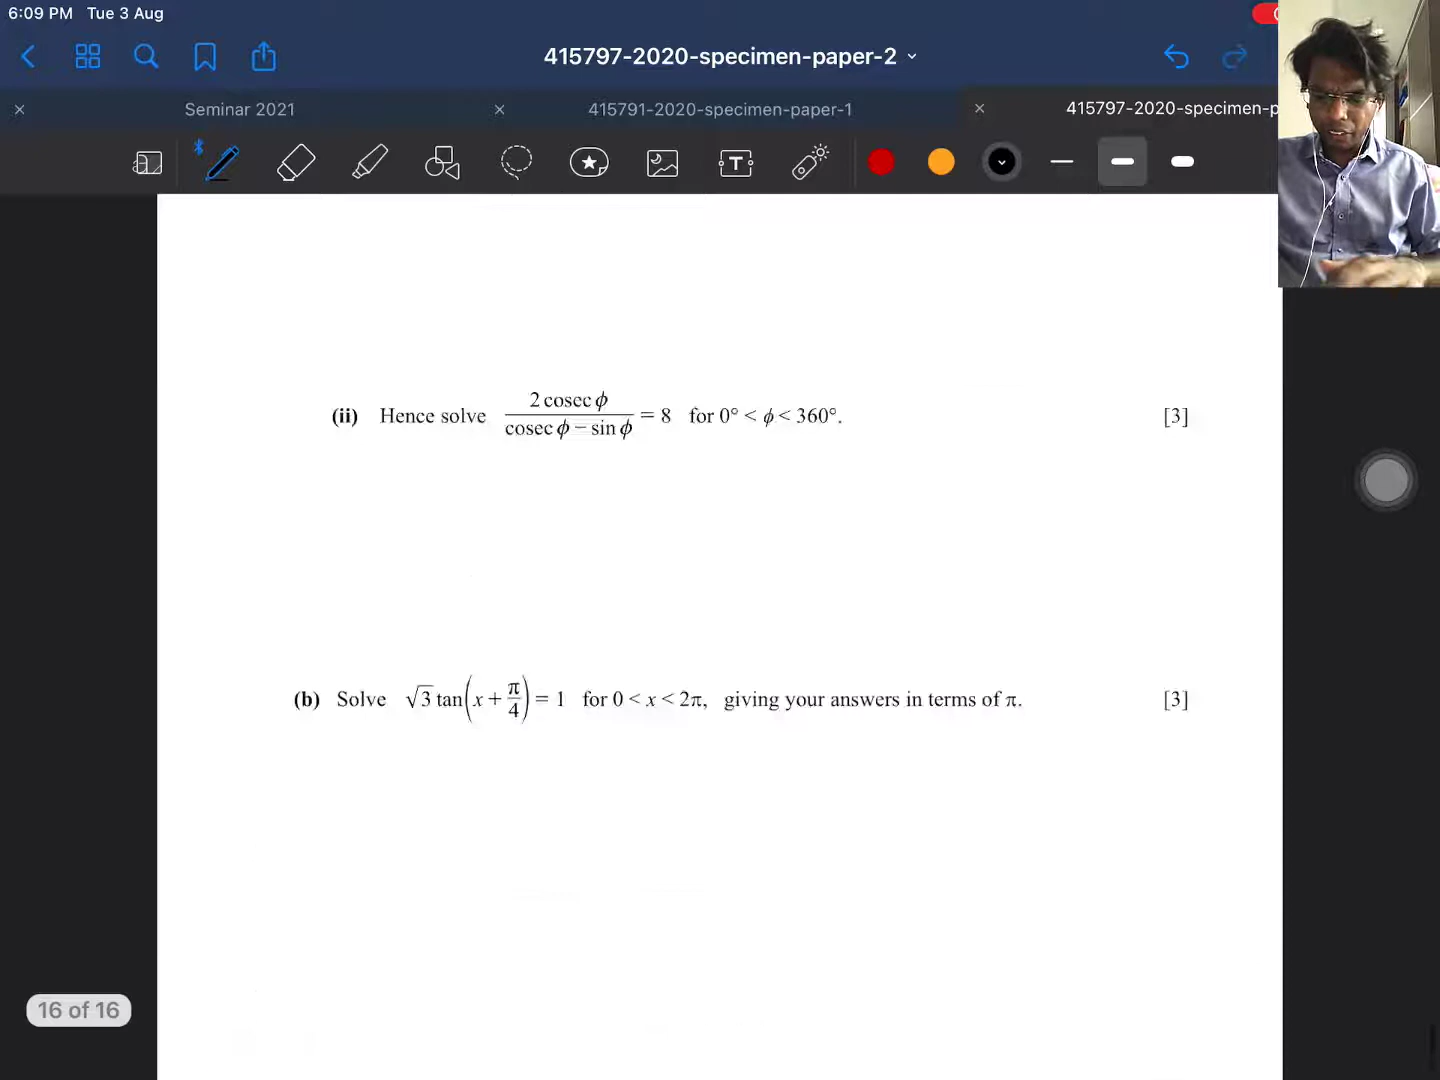 6:09 PM Tue 3 Aug
415797-2020-specimen-paper-2
Seminar 2021
415791-2020-specimen-paper-1
415797-2020-specimen-p
T
(ii) Hence solve 2 cosec ϕ / cosec ϕ − sin ϕ = 8 for 0° < ϕ < 360°. [3]
(b) Solve √3 tan(x + π/4) = 1 for 0 < x < 2π, giving your answers in terms of π. [3]
16 of 16